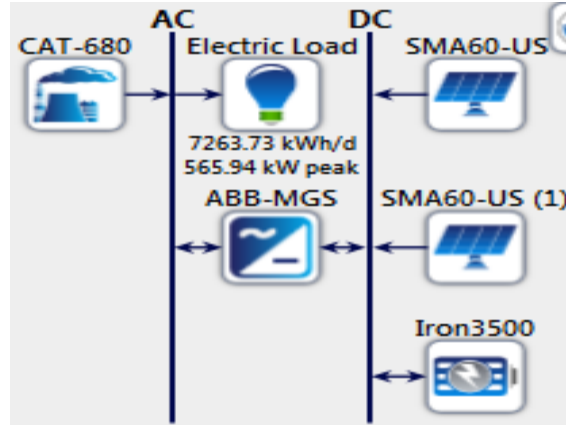 AC DC
CAT-680 Electric Load SMA60-US
7263.73 kWh/d
565.94 kW peak
ABB-MGS SMA60-US (1)
Iron3500